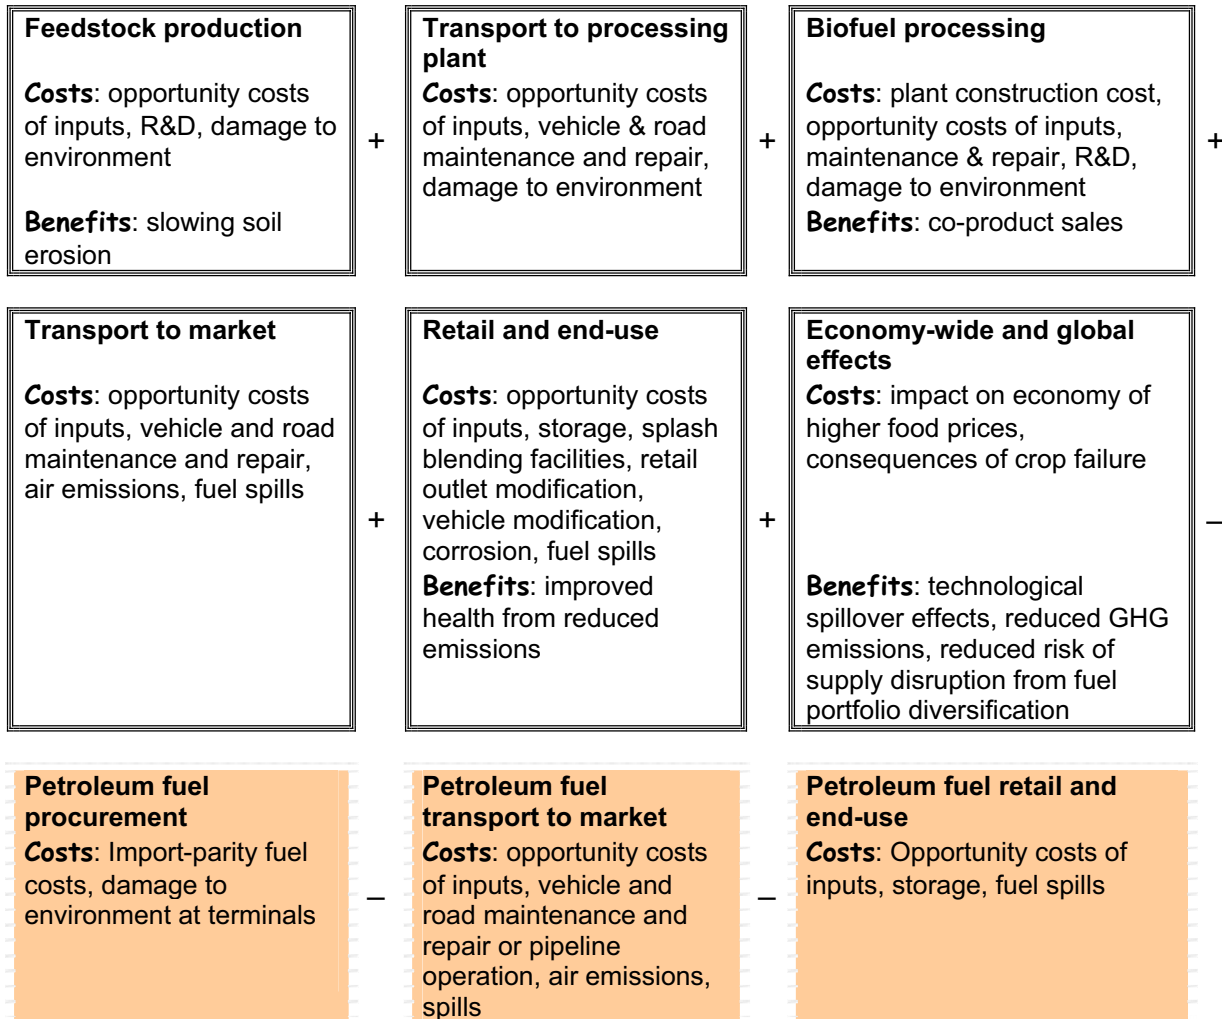 Feedstock production
Costs: opportunity costs
of inputs, R&D, damage to
environment
Benefits: slowing soil
erosion
+
Transport to processing
plant
Costs: opportunity costs
of inputs, vehicle & road
maintenance and repair,
damage to environment
+
Biofuel processing
Costs: plant construction cost,
opportunity costs of inputs,
maintenance & repair, R&D,
damage to environment
Benefits: co-product sales
+
Transport to market
Costs: opportunity costs
of inputs, vehicle and road
maintenance and repair,
air emissions, fuel spills
+
Retail and end-use
Costs: opportunity costs
of inputs, storage, splash
blending facilities, retail
outlet modification,
vehicle modification,
corrosion, fuel spills
Benefits: improved
health from reduced
emissions
+
Economy-wide and global
effects
Costs: impact on economy of
higher food prices,
consequences of crop failure
Benefits: technological
spillover effects, reduced GHG
emissions, reduced risk of
supply disruption from fuel
portfolio diversification
–
Petroleum fuel
procurement
Costs: Import-parity fuel
costs, damage to
environment at terminals
–
Petroleum fuel
transport to market
Costs: opportunity costs
of inputs, vehicle and
road maintenance and
repair or pipeline
operation, air emissions,
spills
–
Petroleum fuel retail and
end-use
Costs: Opportunity costs of
inputs, storage, fuel spills